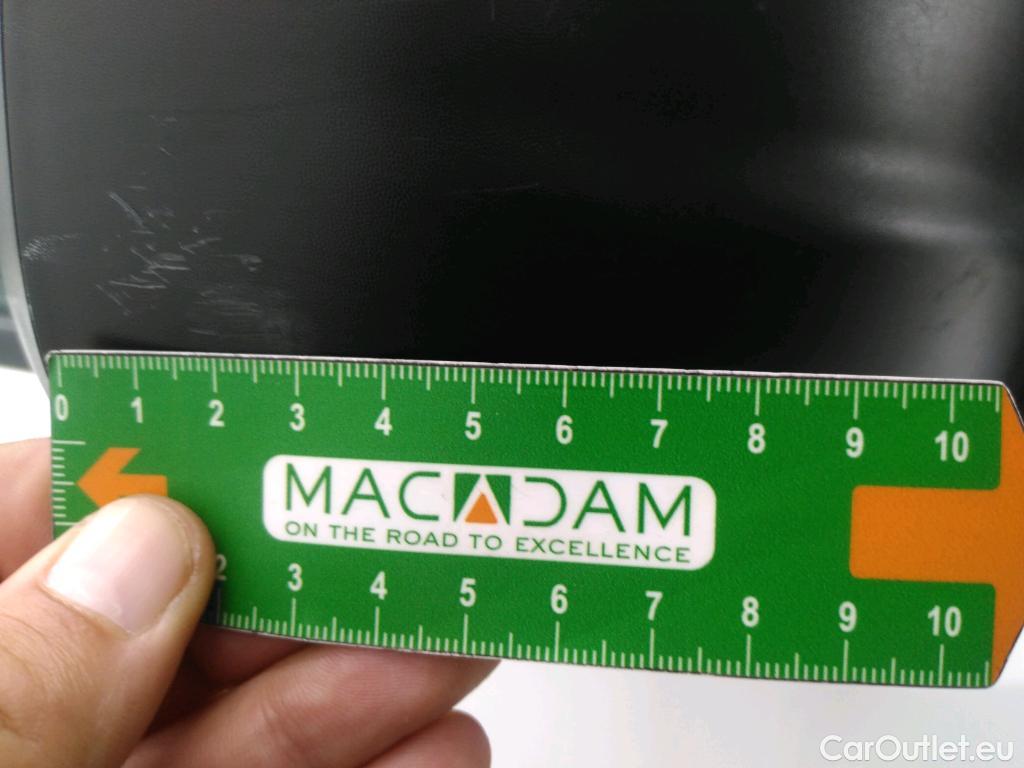 0 1 2 3 4 5 6 7 8 9 10
MACADAM
ON THE ROAD TO EXCELLENCE
2 3 4 5 6 7 8 9 10
CarOutlet.eu